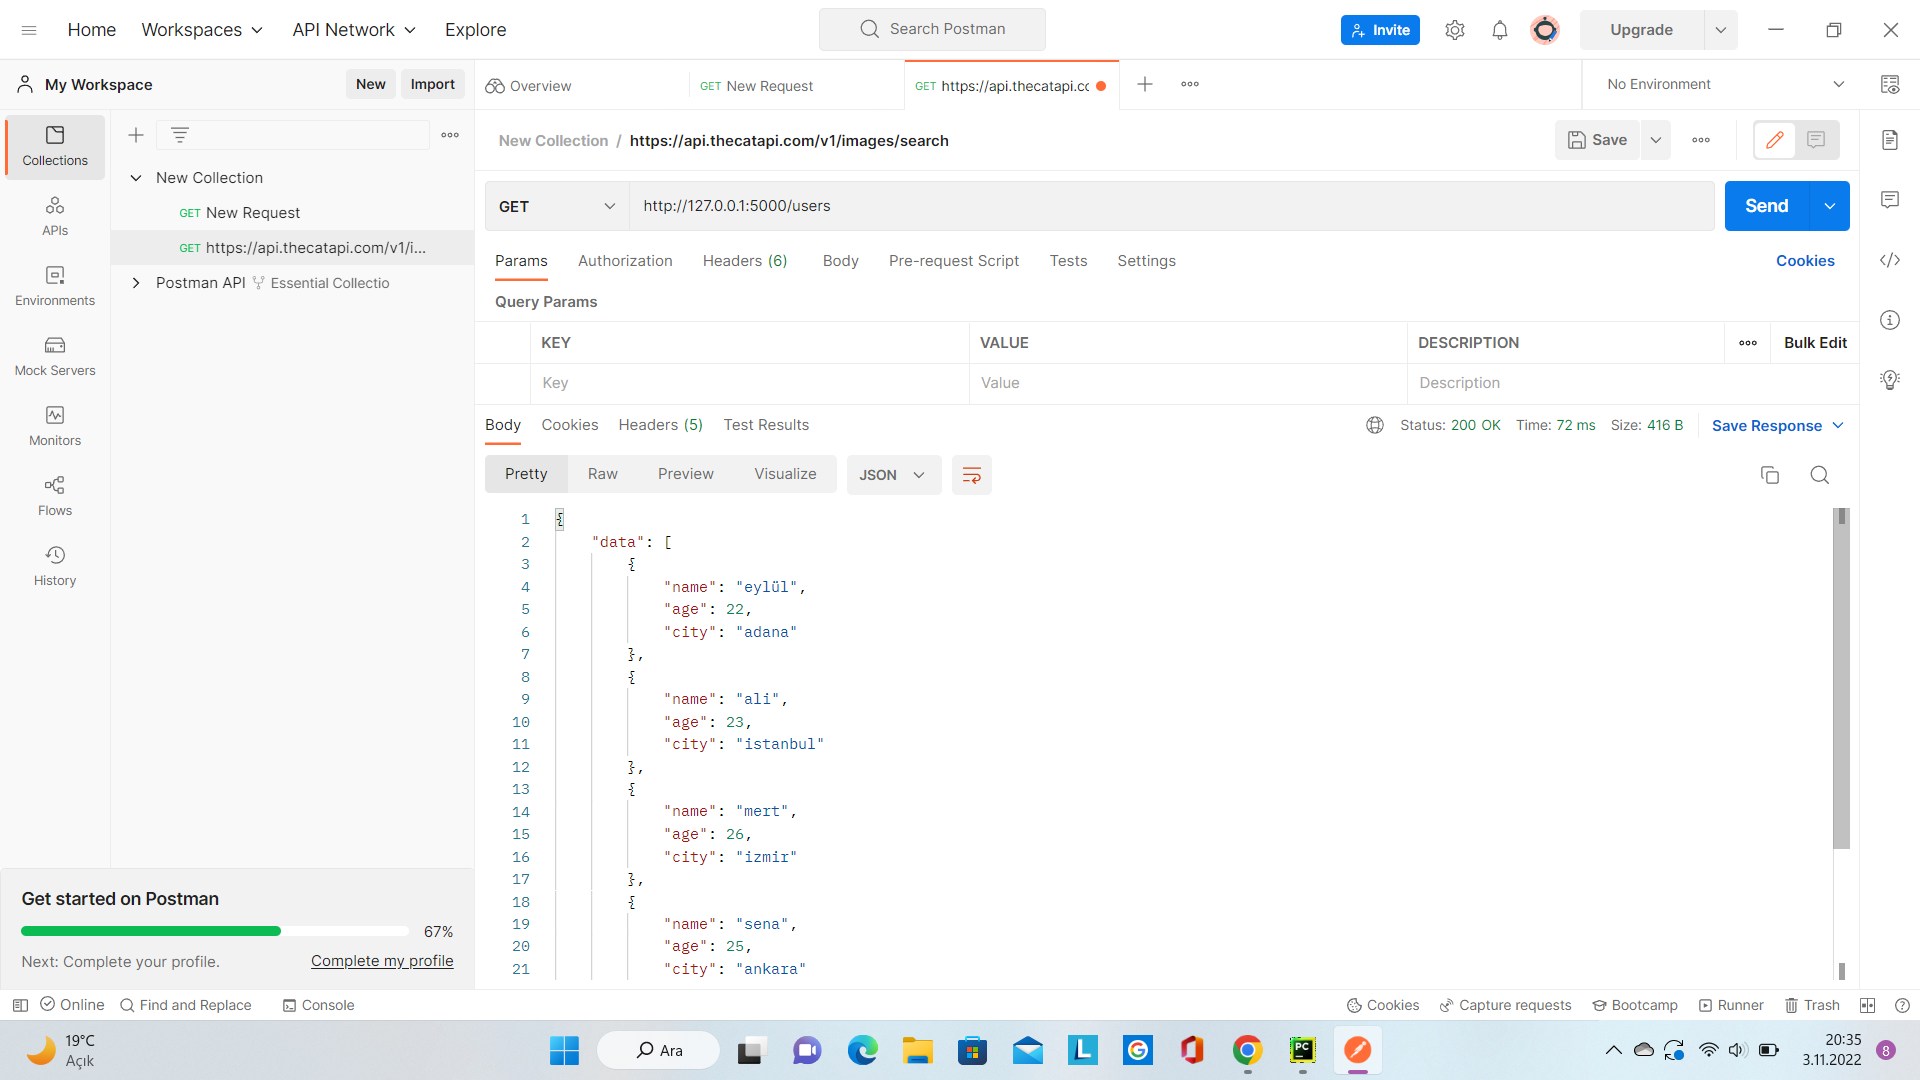 Home Workspaces API Network Explore Search Postman Invite Upgrade
My Workspace New Import Overview GET New Request GET https://api.thecatapi.cc No Environment
New Collection / https://api.thecatapi.com/v1/images/search Save
Collections
APIs
Environments
Mock Servers
Monitors
Flows
History
New Collection
GET New Request
GET https://api.thecatapi.com/v1/i...
Postman API Essential Collectio
GET http://127.0.0.1:5000/users Send
Params Authorization Headers (6) Body Pre-request Script Tests Settings Cookies
Query Params
KEY VALUE DESCRIPTION Bulk Edit
Key Value Description
Body Cookies Headers (5) Test Results Status: 200 OK Time: 72 ms Size: 416 B Save Response
Pretty Raw Preview Visualize JSON
1 {
2 "data": [
3 {
4 "name": "eylül",
5 "age": 22,
6 "city": "adana"
7 },
8 {
9 "name": "ali",
10 "age": 23,
11 "city": "istanbul"
12 },
13 {
14 "name": "mert",
15 "age": 26,
16 "city": "izmir"
17 },
18 {
19 "name": "sena",
20 "age": 25,
21 "city": "ankara"
Get started on Postman
67%
Next: Complete your profile. Complete my profile
Online Find and Replace Console Cookies Capture requests Bootcamp Runner Trash
19°C
Açık
Ara
L
G
PC
20:35
3.11.2022
8